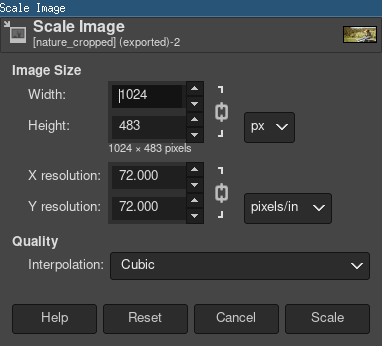 Scale Image
Scale Image
[nature_cropped] (exported)-2
Image Size
Width: 1024
Height: 483 px
1024 × 483 pixels
X resolution: 72.000
Y resolution: 72.000 pixels/in
Quality
Interpolation: Cubic
Help Reset Cancel Scale